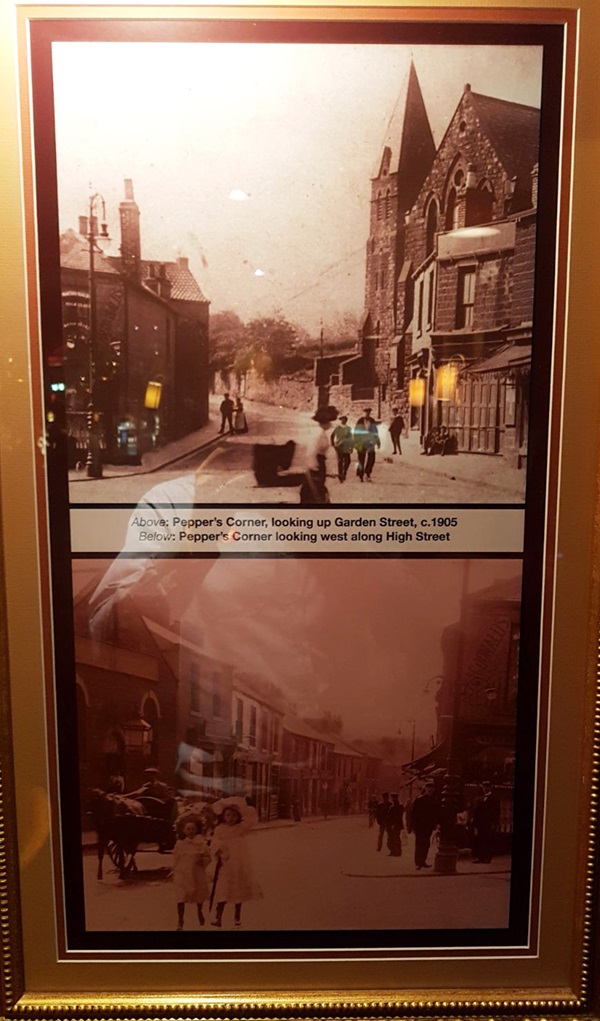 Above: Pepper's Corner, looking up Garden Street, c.1905
Below: Pepper's Corner looking west along High Street